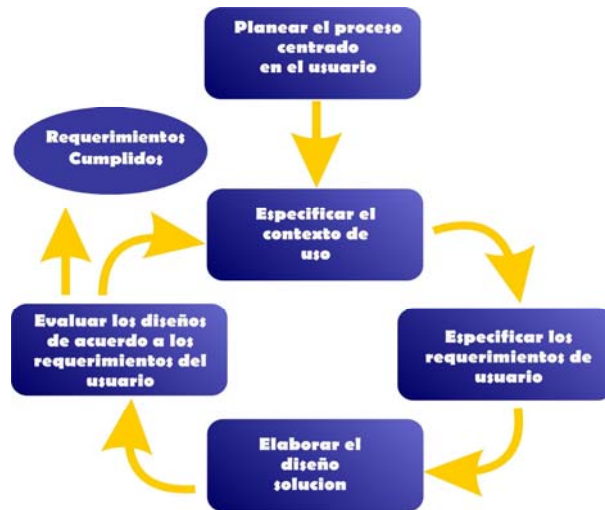 Planear el proceso
centrado
en el usuario
Requerimientos
Cumplidos
Especificar el
contexto de
uso
Evaluar los diseños
de acuerdo a los
requerimientos del
usuario
Especificar los
requerimientos de
usuario
Elaborar el
diseño
solucion